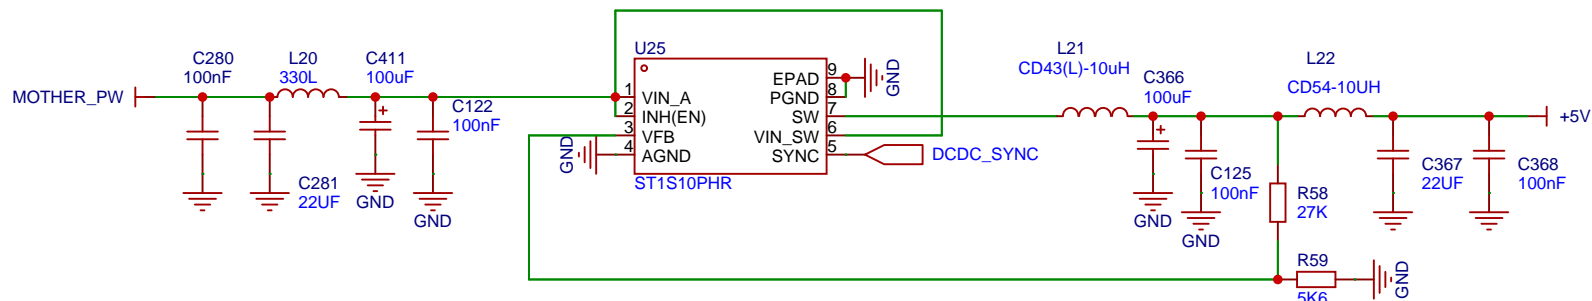 U25
C280
100nF
L20
330L
C411
100uF
MOTHER_PW
C122
100nF
C281
22UF
GND
GND
GND
1
2
3
4
VIN_A
INH(EN)
VFB
AGND
EPAD
PGND
SW
VIN_SW
SYNC
9
8
7
6
5
ST1S10PHR
GND
DCDC_SYNC
L21
CD43(L)-10uH
C366
100uF
L22
CD54-10UH
+5V
C125
100nF
GND
GND
R58
27K
C367
22UF
C368
100nF
R59
5K6
GND